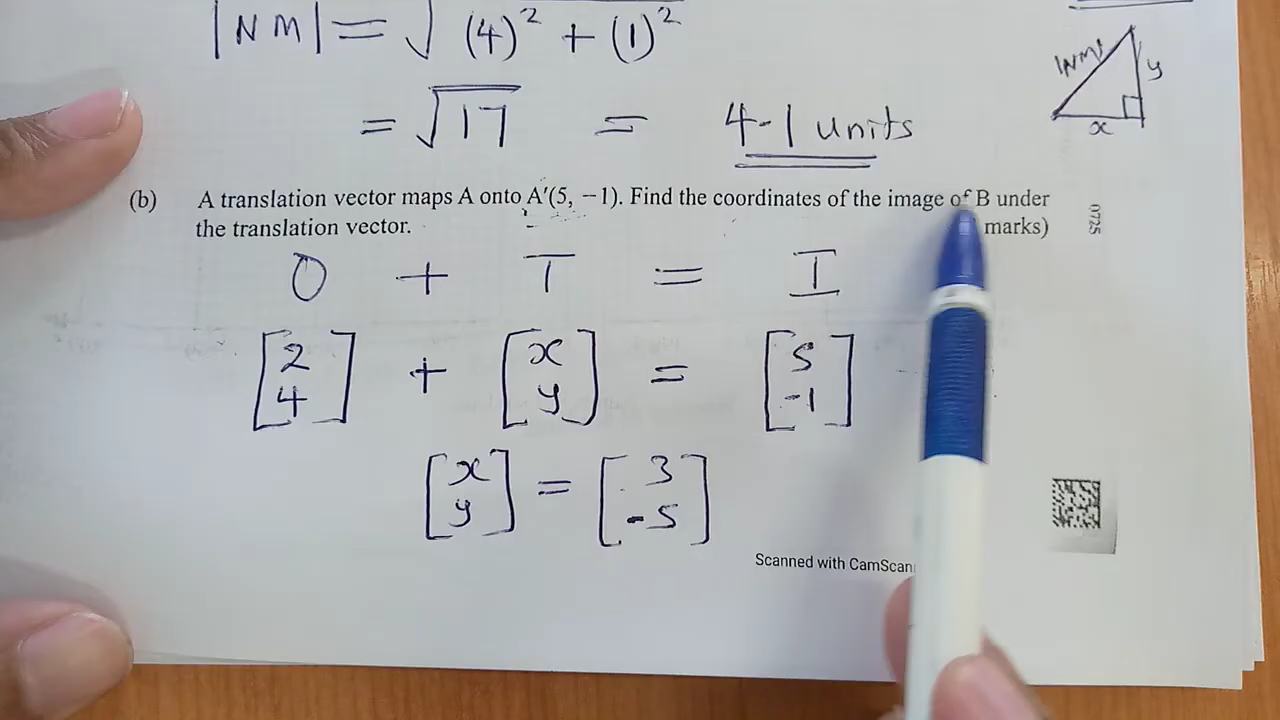 |NM| = √(4)² + (1)²
= √17 = 4·1 units
|NM| y
x
(b) A translation vector maps A onto A'(5, −1). Find the coordinates of the image of B under
the translation vector. marks)
0725
O + T = I
[2 4] + [x y] = [5 -1]
[x y] = [3 -5]
Scanned with CamScan